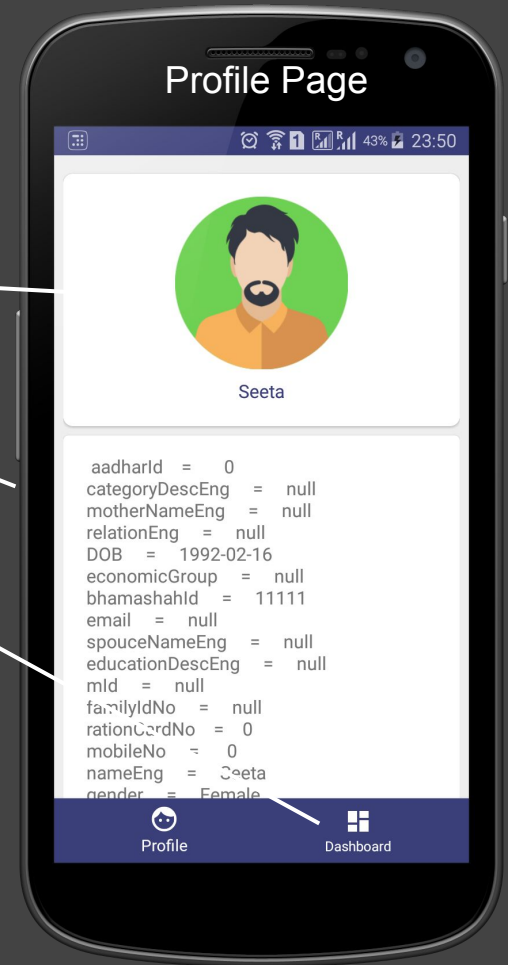 Profile Page
1 R R 43% 23:50
Seeta
aadharId = 0
categoryDescEng = null
motherNameEng = null
relationEng = null
DOB = 1992-02-16
economicGroup = null
bhamashahId = 11111
email = null
spouceNameEng = null
educationDescEng = null
mId = null
familyIdNo = null
rationCardNo = 0
mobileNo = 0
nameEng = Seeta
gender = Female
Profile Dashboard